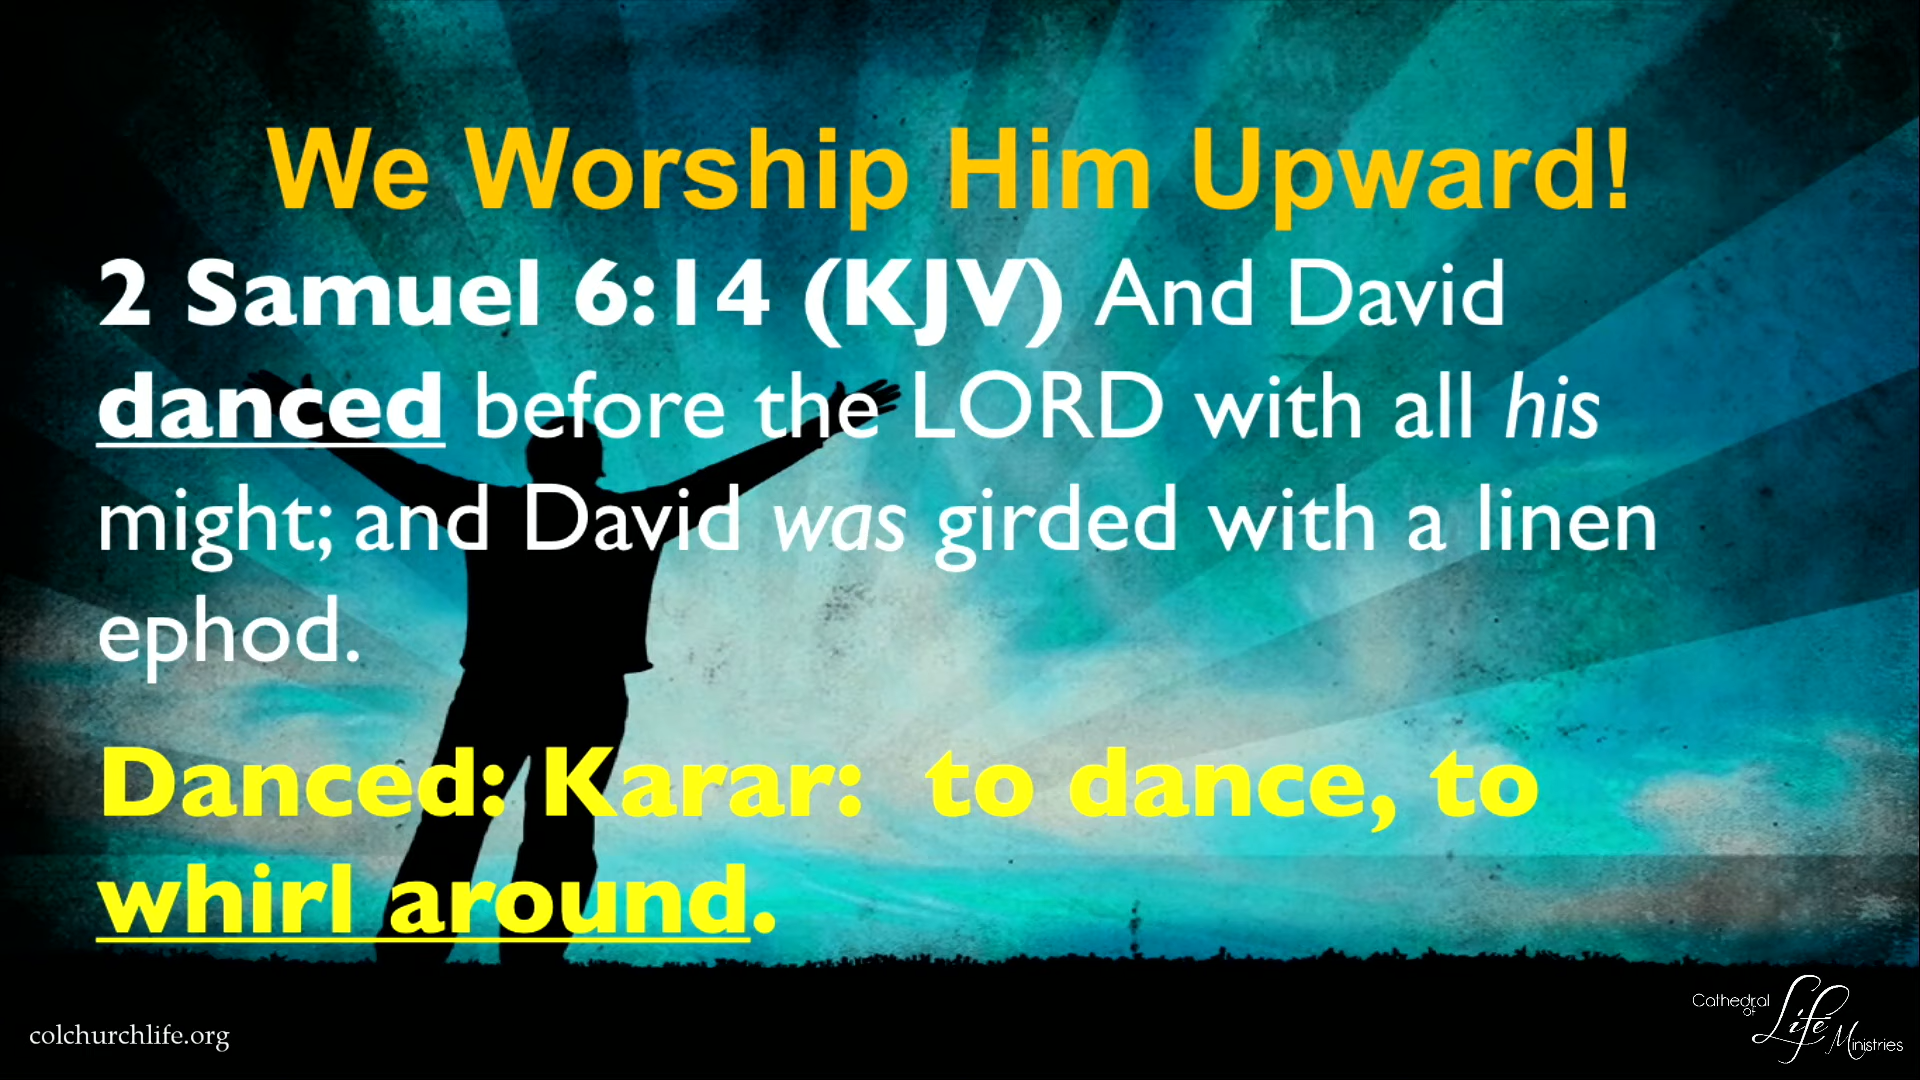 We Worship Him Upward!
2 Samuel 6:14 (KJV) And David
danced before the LORD with all his
might; and David was girded with a linen
ephod.
Danced: Karar:  to dance, to
whirl around.
colchurchlife.org
Cathedral
OF
Life
Ministries